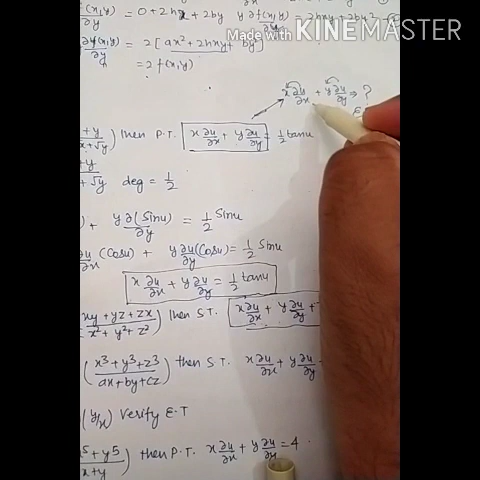 Made with KINEMASTER
∂f(x,y)/∂y = 0+2hx+2by y ∂f(x,y)/∂y = 2hxy+2by²
∂f(x,y)/∂y = 2[ax²+2hxy+by²]
= 2f(x,y)
x ∂u/∂x + y ∂u/∂y ⇒ ?
x+y/√x+√y) then P.T. x ∂u/∂x + y ∂u/∂y = 1/2 tanu
+y/+√y deg = 1/2
+ y ∂(Sinu)/∂y = 1/2 Sinu
∂u/∂x (Cosu) + y ∂u/∂y (Cosu) = 1/2 Sinu
x ∂u/∂x + y ∂u/∂y = 1/2 tanu
(xy+yz+zx/x²+y²+z²) then S.T. x ∂u/∂x + y ∂u/∂y +
(x³+y³+z³/ax+by+cz) then S.T. x ∂u/∂x + y ∂u/∂y
(y/x) Verify E.T
x⁵+y⁵/x+y) then P.T. x ∂u/∂x + y ∂u/∂y = 4